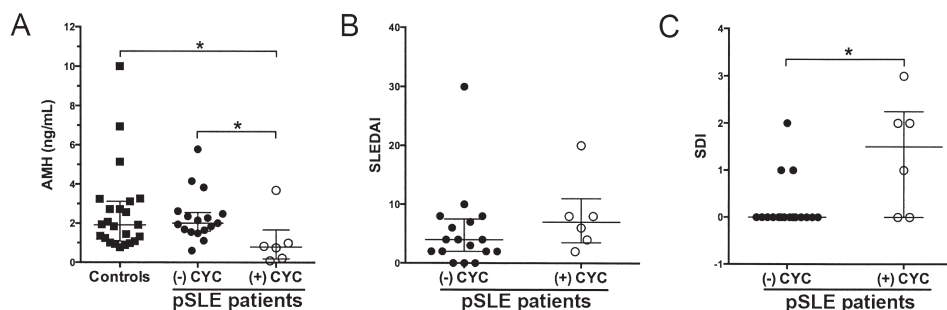 A
12
10
8
6
4
2
0
AMH (ng/mL)
*
*
Controls
(-) CYC
(+) CYC
pSLE patients
B
40
30
20
10
0
SLEDAI
(-) CYC
(+) CYC
pSLE patients
C
4
3
2
1
0
-1
SDI
*
(-) CYC
(+) CYC
pSLE patients